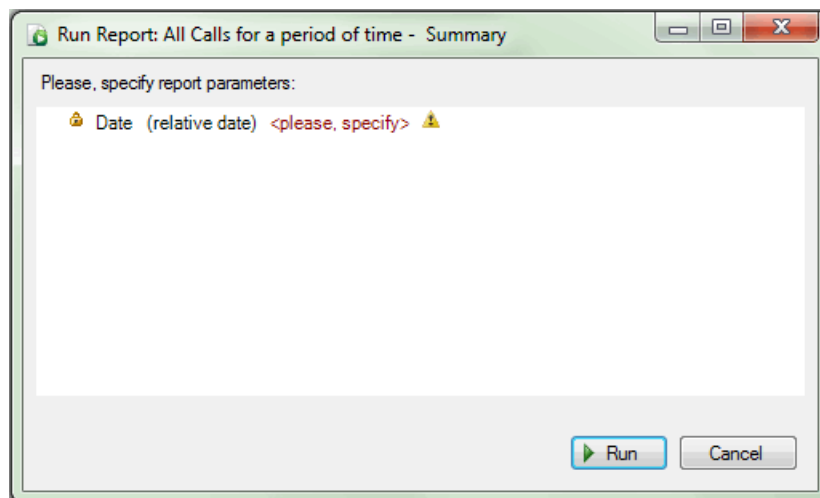 Run Report: All Calls for a period of time - Summary
Please, specify report parameters:
Date (relative date) <please, specify>
Run Cancel